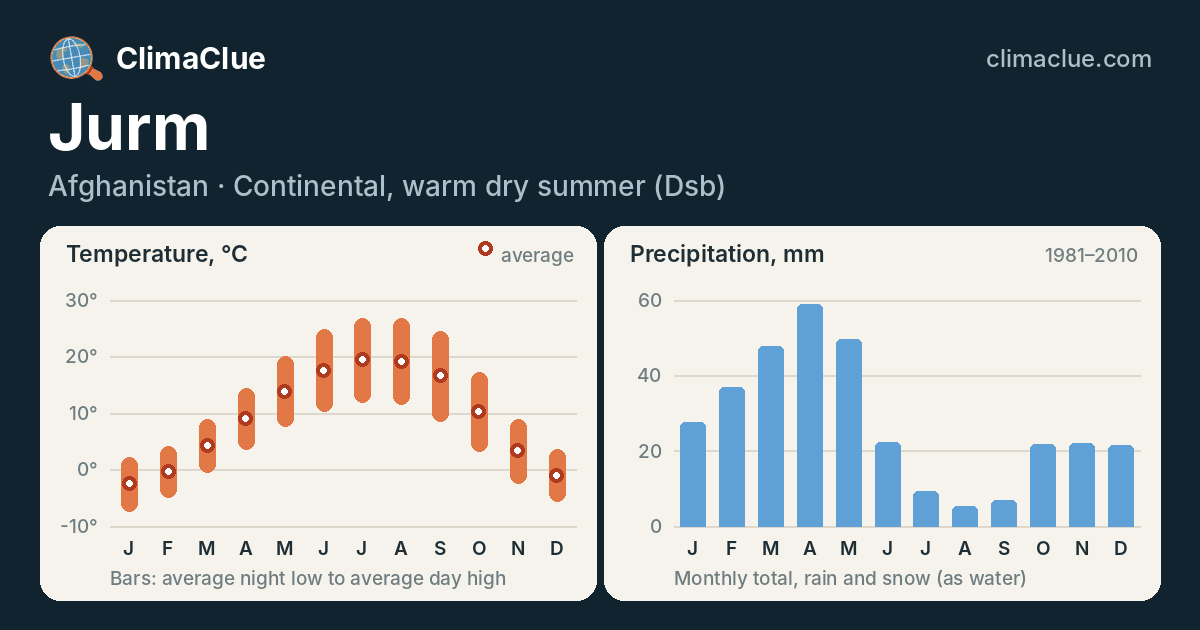 ClimaClue
climaclue.com
Jurm
Afghanistan · Continental, warm dry summer (Dsb)
Temperature, °C
average
30°
20°
10°
0°
-10°
J F M A M J J A S O N D
Bars: average night low to average day high
Precipitation, mm
1981–2010
60
40
20
0
J F M A M J J A S O N D
Monthly total, rain and snow (as water)